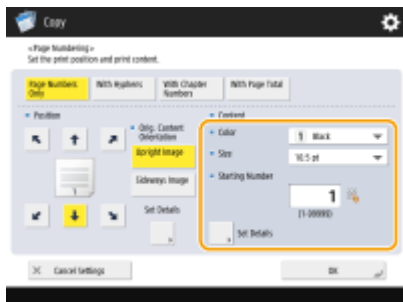 Copy
<Page Numbering>
Set the print position and print content.
Page Numbers Only
With Hyphens
With Chapter Numbers
With Page Total
Position
Orig. Content Orientation
Upright Image
Sideways Image
Set Details
Content
Color
Black
Size
10.5 pt
Starting Number
1
(1-99999)
Set Details
Cancel Settings
OK